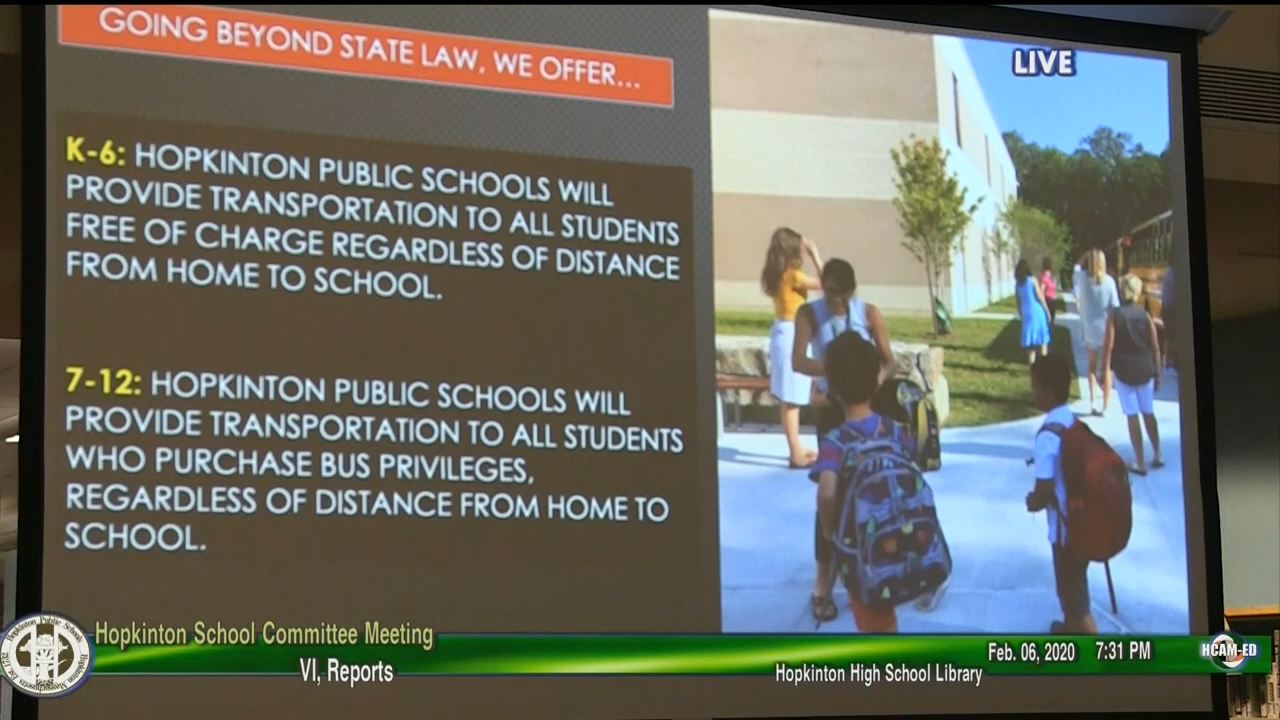 GOING BEYOND STATE LAW, WE OFFER...
LIVE
K-6: HOPKINTON PUBLIC SCHOOLS WILL
PROVIDE TRANSPORTATION TO ALL STUDENTS
FREE OF CHARGE REGARDLESS OF DISTANCE
FROM HOME TO SCHOOL.
7-12: HOPKINTON PUBLIC SCHOOLS WILL
PROVIDE TRANSPORTATION TO ALL STUDENTS
WHO PURCHASE BUS PRIVILEGES,
REGARDLESS OF DISTANCE FROM HOME TO
SCHOOL.
Hopkinton Public Schools
Hopkinton School Committee Meeting
VI, Reports
Hopkinton High School Library
Feb. 06, 2020 7:31 PM
HCAM-ED